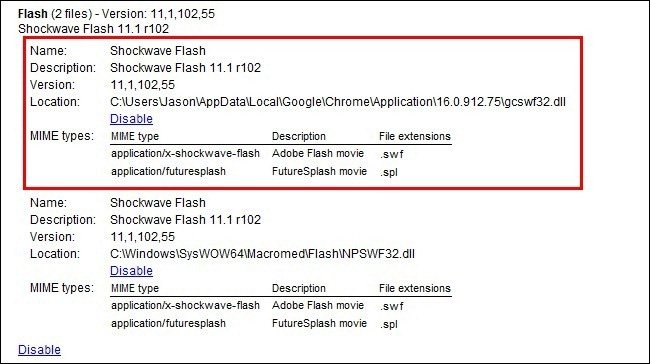 Flash (2 files) - Version: 11,1,102,55
Shockwave Flash 11.1 r102
Name: Shockwave Flash
Description: Shockwave Flash 11.1 r102
Version: 11,1,102,55
Location: C:\Users\Jason\AppData\Local\Google\Chrome\Application\16.0.912.75\gcswf32.dll
Disable
MIME types: MIME type Description File extensions
application/x-shockwave-flash Adobe Flash movie .swf
application/futuresplash FutureSplash movie .spl
Name: Shockwave Flash
Description: Shockwave Flash 11.1 r102
Version: 11,1,102,55
Location: C:\Windows\SysWOW64\Macromed\Flash\NPSWF32.dll
Disable
MIME types: MIME type Description File extensions
application/x-shockwave-flash Adobe Flash movie .swf
application/futuresplash FutureSplash movie .spl
Disable